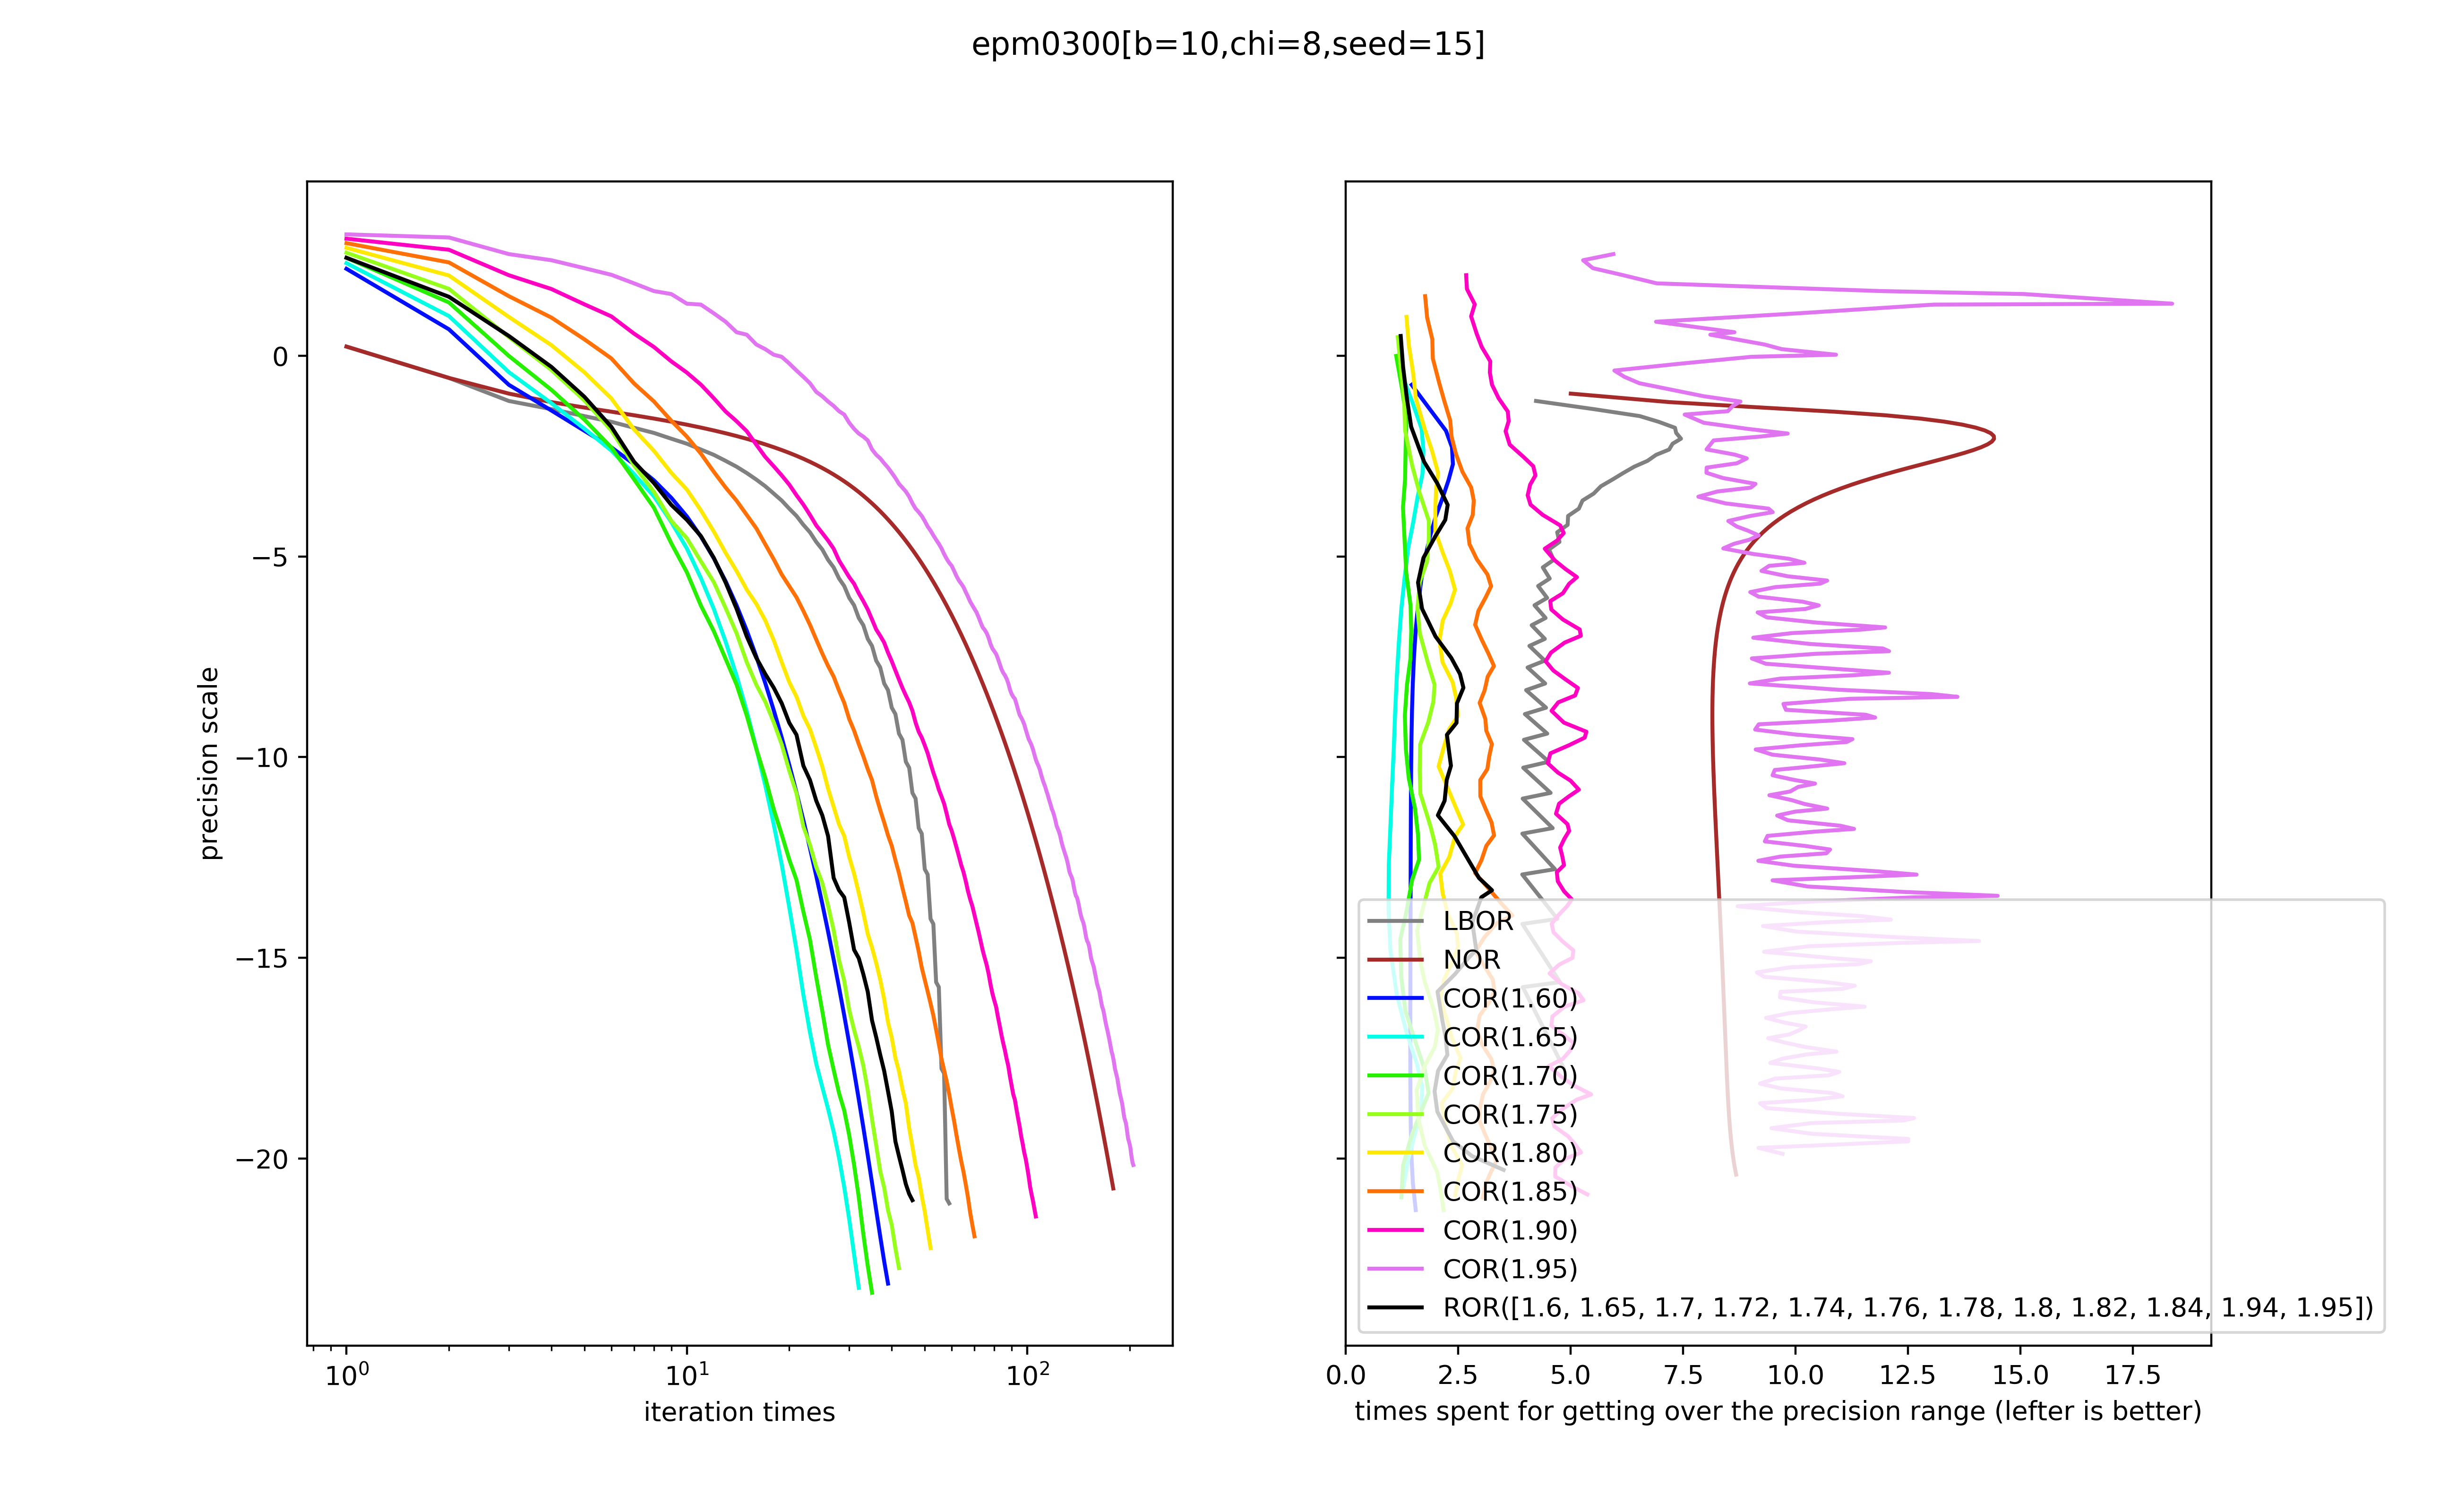 epm0300[b=10,chi=8,seed=15]
precision scale
0
−5
−10
−15
−20
10⁰
10¹
10²
iteration times
LBOR
NOR
COR(1.60)
COR(1.65)
COR(1.70)
COR(1.75)
COR(1.80)
COR(1.85)
COR(1.90)
COR(1.95)
ROR([1.6, 1.65, 1.7, 1.72, 1.74, 1.76, 1.78, 1.8, 1.82, 1.84, 1.94, 1.95])
0.0 2.5 5.0 7.5 10.0 12.5 15.0 17.5
times spent for getting over the precision range (lefter is better)